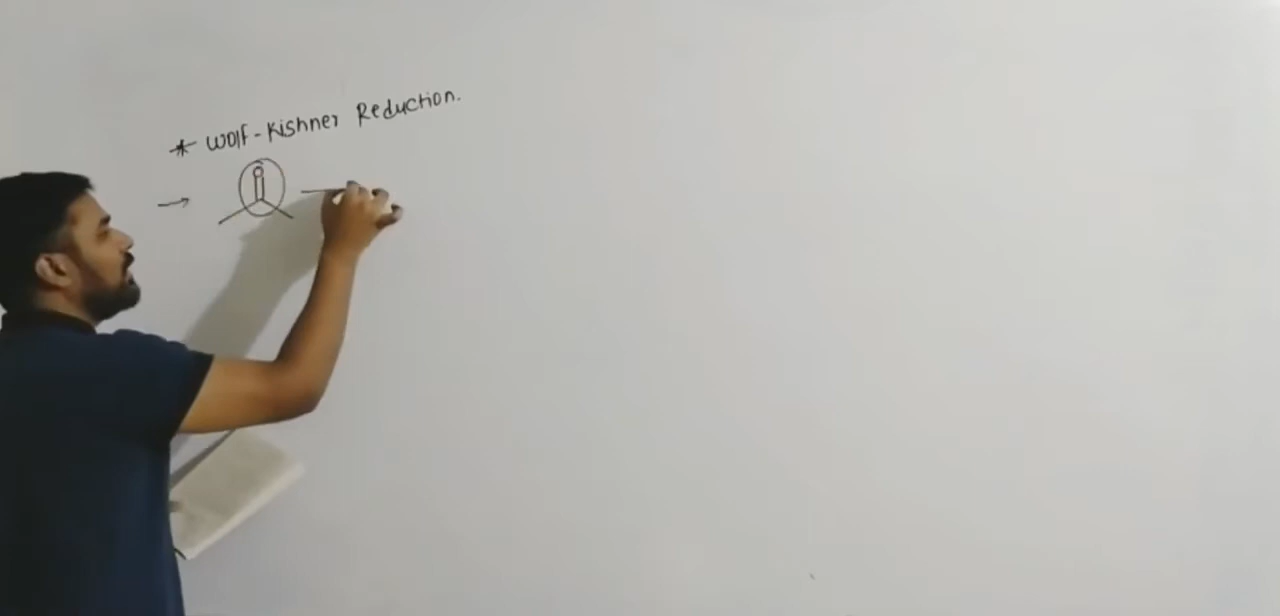 * Wolf-Kishner Reduction.
→ O